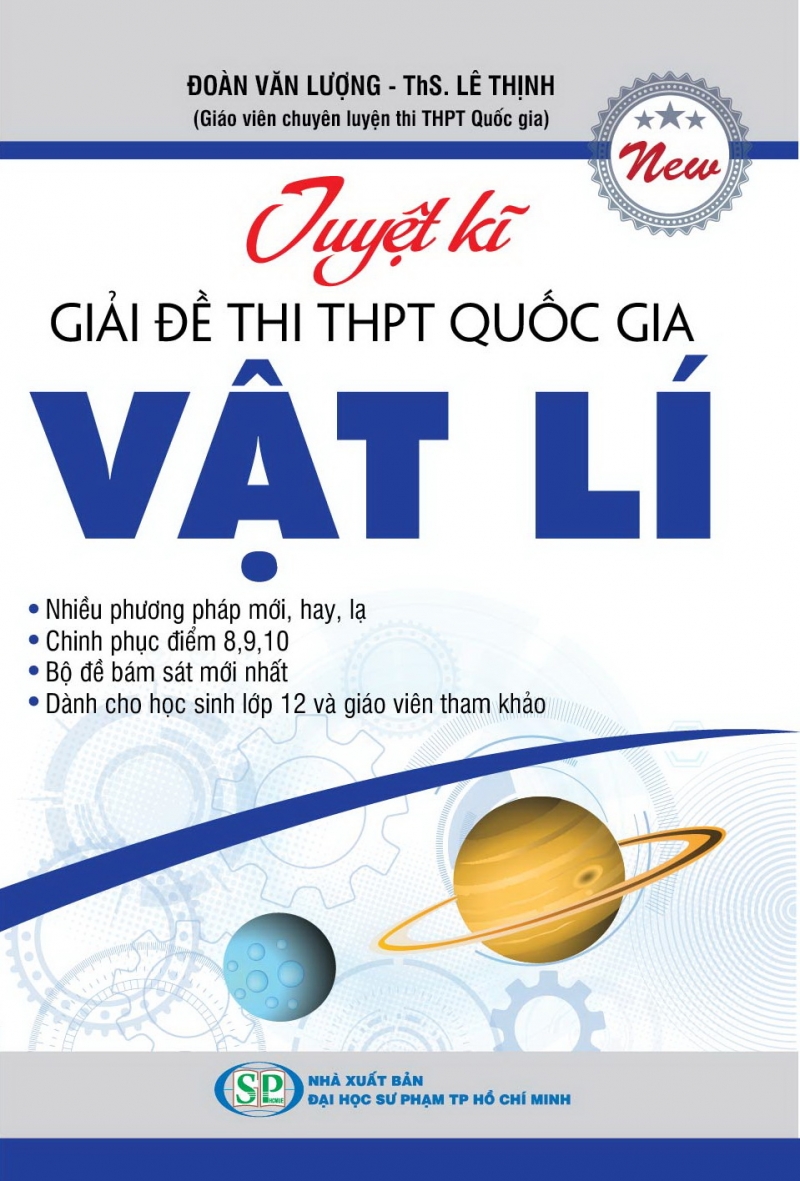 ĐOÀN VĂN LƯỢNG - ThS. LÊ THỊNH
(Giáo viên chuyên luyện thi THPT Quốc gia)
New
Tuyệt kĩ
GIẢI ĐỀ THI THPT QUỐC GIA
VẬT LÍ
• Nhiều phương pháp mới, hay, lạ
• Chinh phục điểm 8,9,10
• Bộ đề bám sát mới nhất
• Dành cho học sinh lớp 12 và giáo viên tham khảo
SP
HOME
NHÀ XUẤT BẢN
ĐẠI HỌC SƯ PHẠM TP HỒ CHÍ MINH